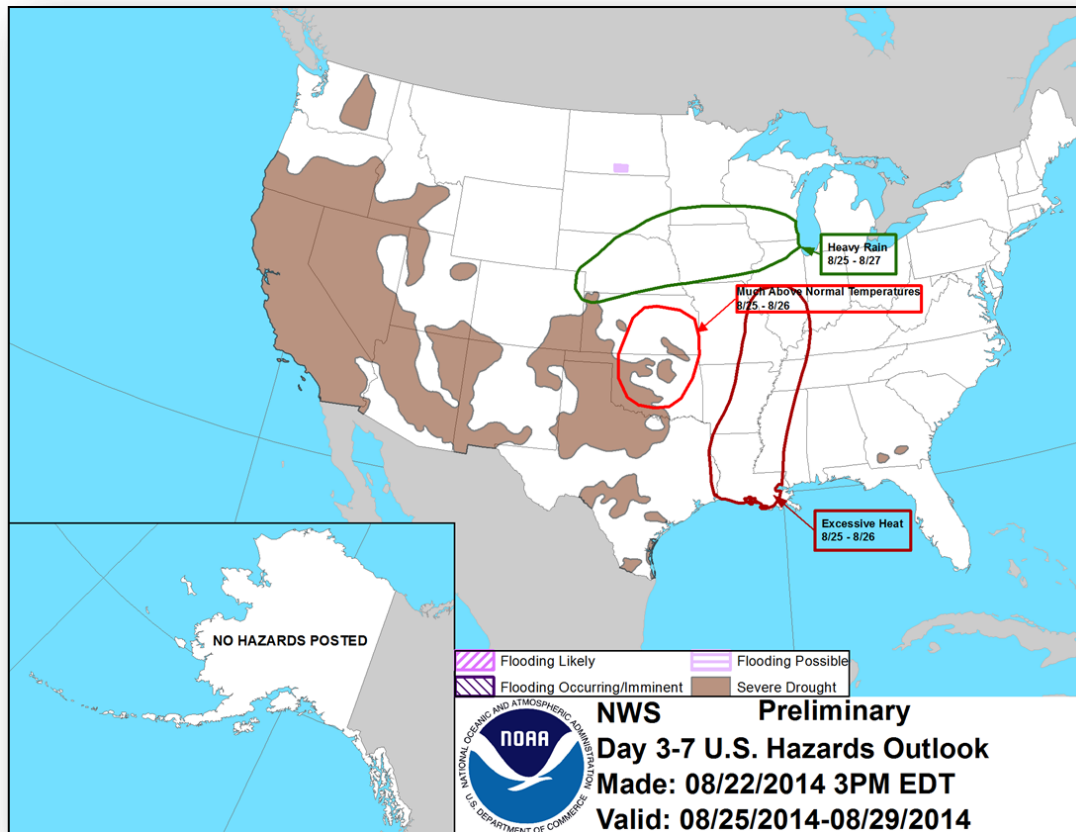 Heavy Rain
8/25 - 8/27
Much Above Normal Temperatures
8/25 - 8/26
Excessive Heat
8/25 - 8/26
NO HAZARDS POSTED
Flooding Likely
Flooding Possible
Flooding Occurring/Imminent
Severe Drought
NATIONAL OCEANIC AND ATMOSPHERIC ADMINISTRATION
NOAA
U.S. DEPARTMENT OF COMMERCE
NWS Preliminary
Day 3-7 U.S. Hazards Outlook
Made: 08/22/2014 3PM EDT
Valid: 08/25/2014-08/29/2014